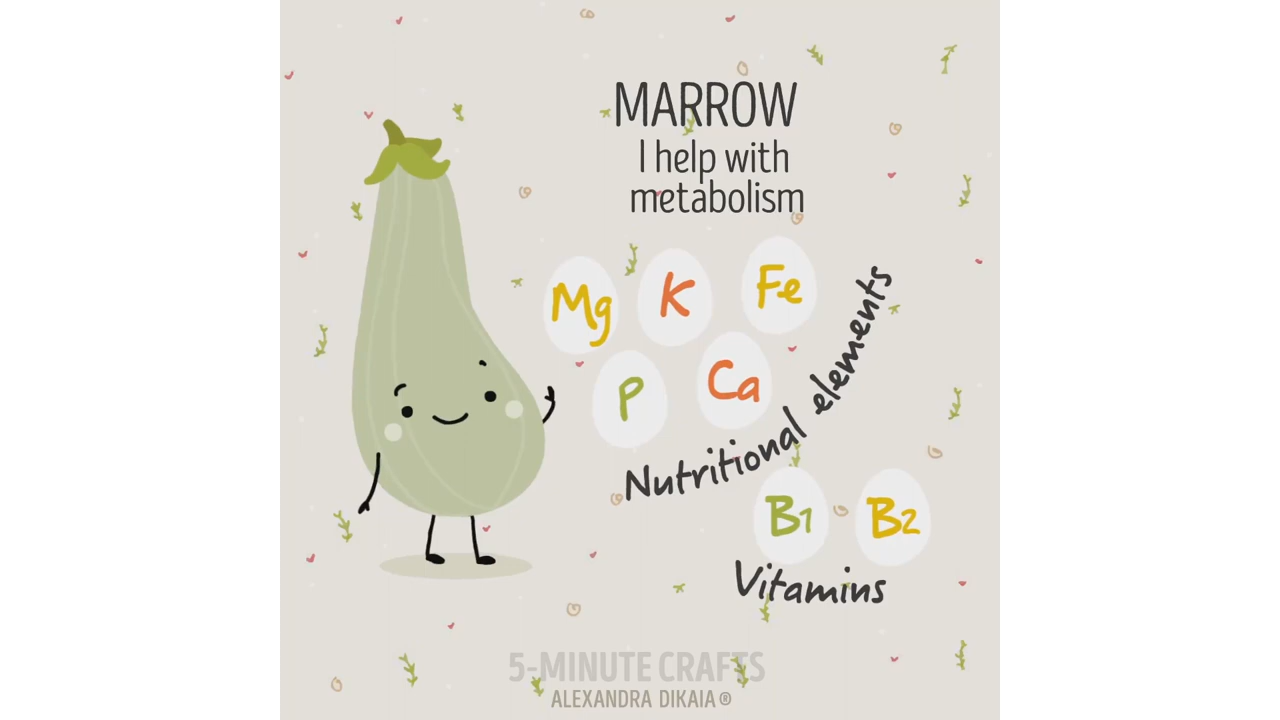 MARROW
I help with
metabolism
Mg K Fe
P Ca
Nutritional elements
B1 B2
Vitamins
5-MINUTE CRAFTS
ALEXANDRA DIKAIA ®